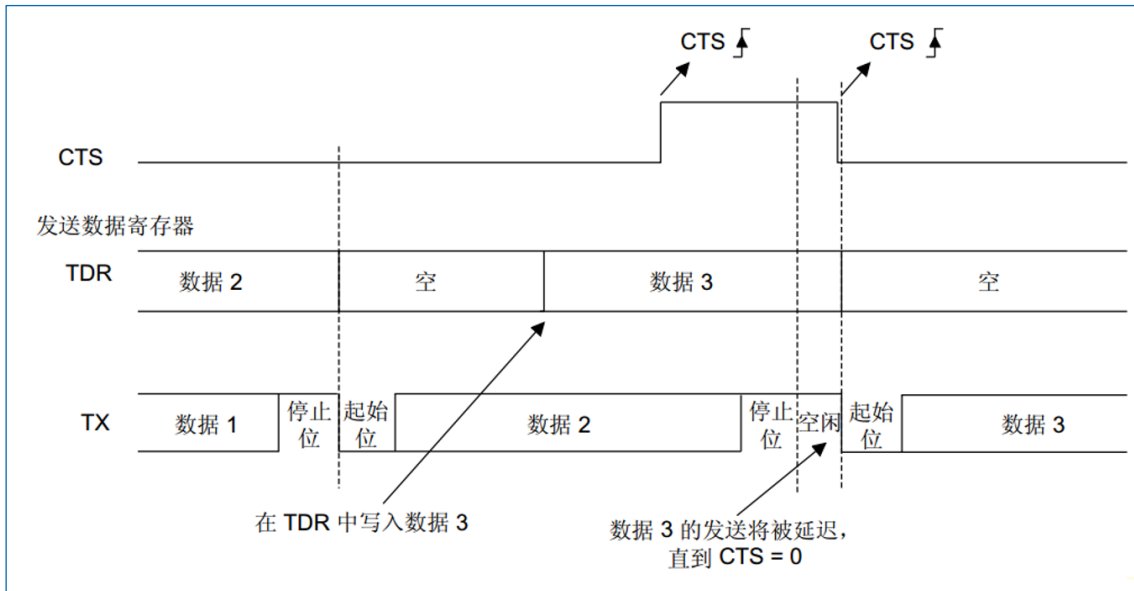 CTS
CTS
CTS
发送数据寄存器
TDR
数据 2
空
数据 3
空
TX
数据 1
停止
位
起始
位
数据 2
停止
位
空闲
起始
位
数据 3
在 TDR 中写入数据 3
数据 3 的发送将被延迟，
直到 CTS = 0